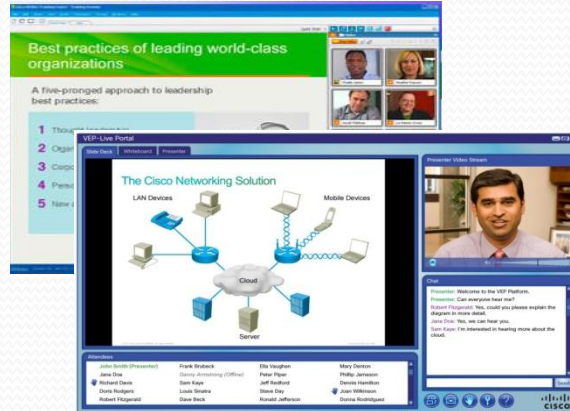 Best practices of leading world-class
organizations
A five-pronged approach to leadership
best practices:
1
2
3
4
5
VEP-Live Portal
Slide Deck Whiteboard Presenter
The Cisco Networking Solution
LAN Devices
Mobile Devices
Cloud
Server
Presenter Video Stream
Chat
Presenter: Welcome to the VEP Platform.
Presenter: Can everyone hear me?
Robert Fitzgerald: Yes, could you please explain the
diagram in more detail.
Jane Doe: Yes, we can hear you.
Sam Kaye: I'm interested in hearing more about the
cloud.
Send
Attendees
John Smith (Presenter) Frank Brubeck Ella Vaughen Mary Denton
Jane Doe Danny Armstrong (Offline) Peter Piper Phillip Jameson
Richard Davie Sam Kaye Jeff Redford Dennis Hamilton
Doris Rodgers Louis Sinatra Steve Day Joan Wilkinson
Robert Fitzgerald Dave Beck Ronald Jefferson Donna Rodridguez
CISCO